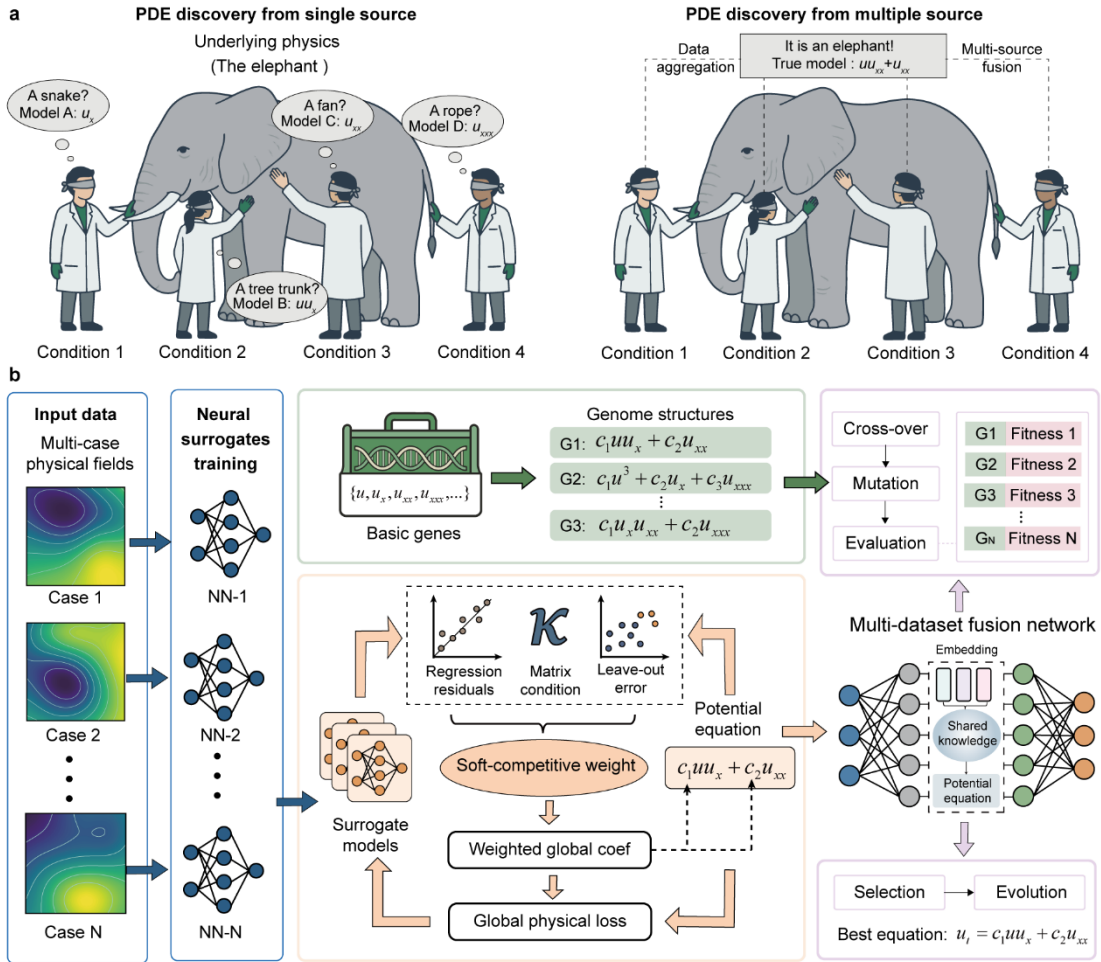 a
PDE discovery from single source
Underlying physics
(The elephant )
A snake?
Model A: u_x
A fan?
Model C: u_xx
A rope?
Model D: u_xxx
A tree trunk?
Model B: uu_x
Condition 1
Condition 2
Condition 3
Condition 4
PDE discovery from multiple source
Data
aggregation
It is an elephant!
True model : uu_xx+u_xx
Multi-source
fusion
Condition 1
Condition 2
Condition 3
Condition 4
b
Input data
Multi-case
physical fields
Case 1
Case 2
Case N
Neural
surrogates
training
NN-1
NN-2
NN-N
{u, u_x, u_xx, u_xxx, ...}
Basic genes
Genome structures
G1: c_1uu_x + c_2u_xx
G2: c_1u^3 + c_2u_x + c_3u_xxx
G3: c_1u_xu_xx + c_2u_xxx
Cross-over
Mutation
Evaluation
G1 Fitness 1
G2 Fitness 2
G3 Fitness 3
G_N Fitness N
Regression
residuals
K
Matrix
condition
Leave-out
error
Soft-competitive weight
Potential
equation
c_1uu_x + c_2u_xx
Surrogate
models
Weighted global coef
Global physical loss
Multi-dataset fusion network
Embedding
Shared
knowledge
Potential
equation
Selection
Evolution
Best equation: u_t = c_1uu_x + c_2u_xx